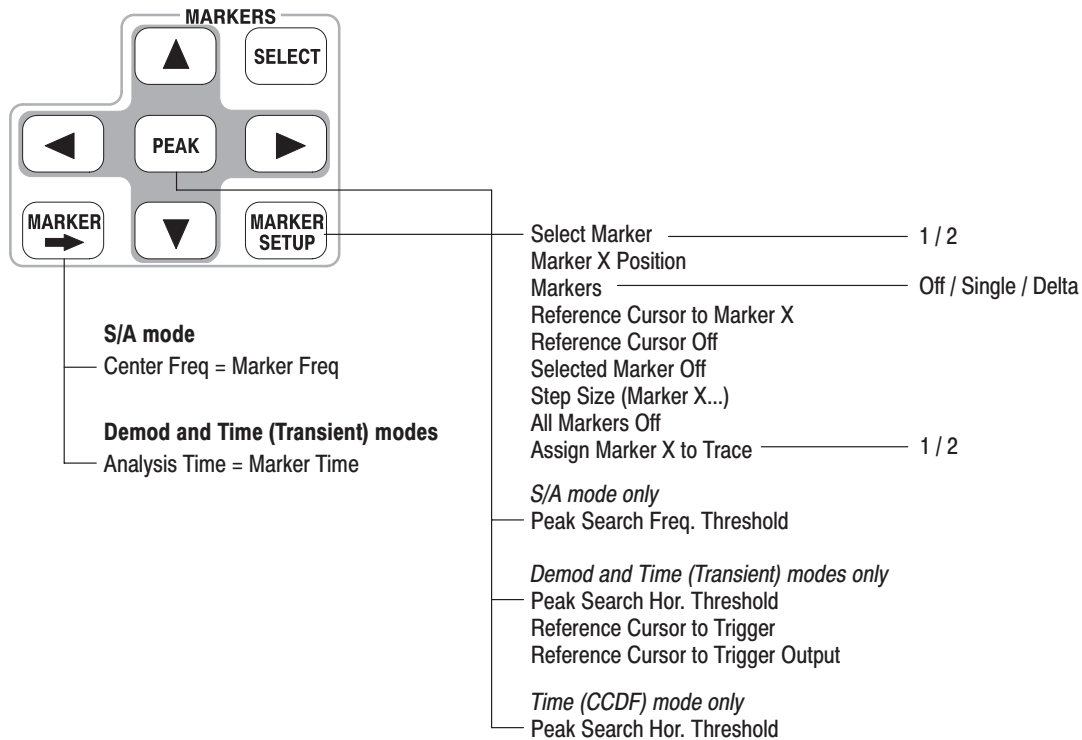 MARKERS
SELECT
PEAK
MARKER
MARKER
SETUP
S/A mode
Center Freq = Marker Freq
Demod and Time (Transient) modes
Analysis Time = Marker Time
Select Marker 1 / 2
Marker X Position
Markers Off / Single / Delta
Reference Cursor to Marker X
Reference Cursor Off
Selected Marker Off
Step Size (Marker X...)
All Markers Off
Assign Marker X to Trace 1 / 2
S/A mode only
Peak Search Freq. Threshold
Demod and Time (Transient) modes only
Peak Search Hor. Threshold
Reference Cursor to Trigger
Reference Cursor to Trigger Output
Time (CCDF) mode only
Peak Search Hor. Threshold